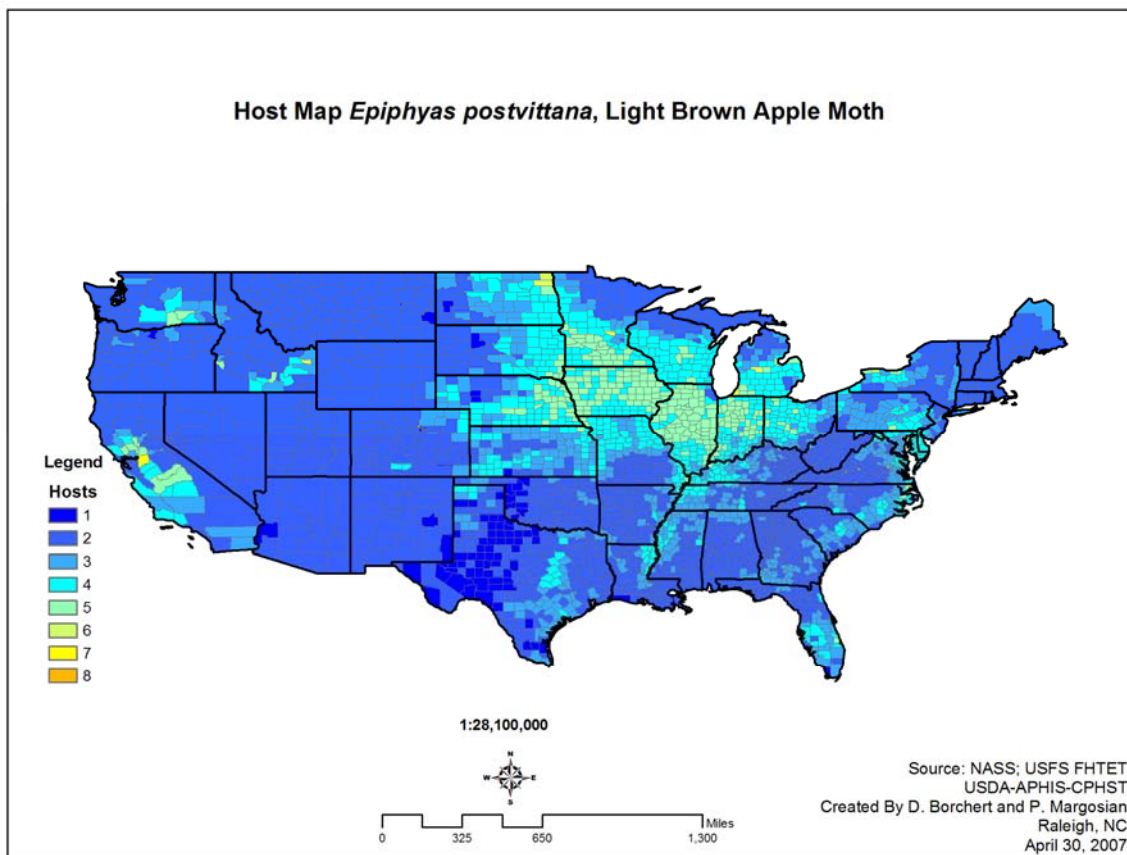 Host Map Epiphyas postvittana, Light Brown Apple Moth
Legend
Hosts
1
2
3
4
5
6
7
8
1:28,100,000
N
W E
S
Miles
0 325 650 1,300
Source: NASS; USFS FHTET
USDA-APHIS-CPHST
Created By D. Borchert and P. Margosian
Raleigh, NC
April 30, 2007